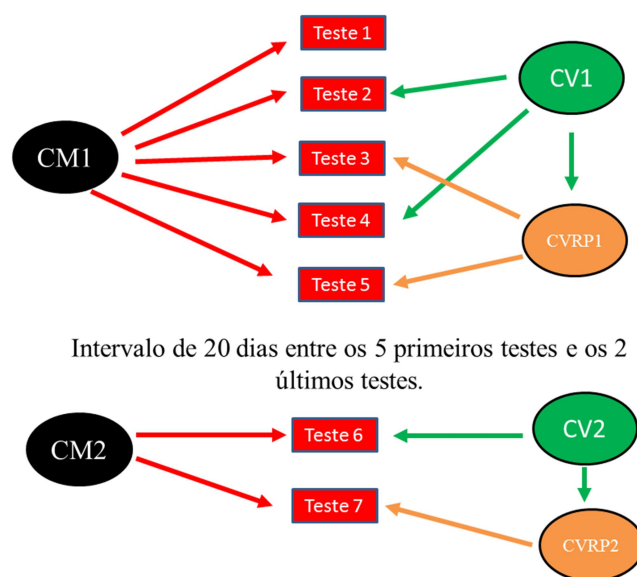 Teste 1
CV1
Teste 2
CM1
Teste 3
Teste 4
CVRP1
Teste 5
Intervalo de 20 dias entre os 5 primeiros testes e os 2
últimos testes.
CM2
Teste 6
CV2
Teste 7
CVRP2